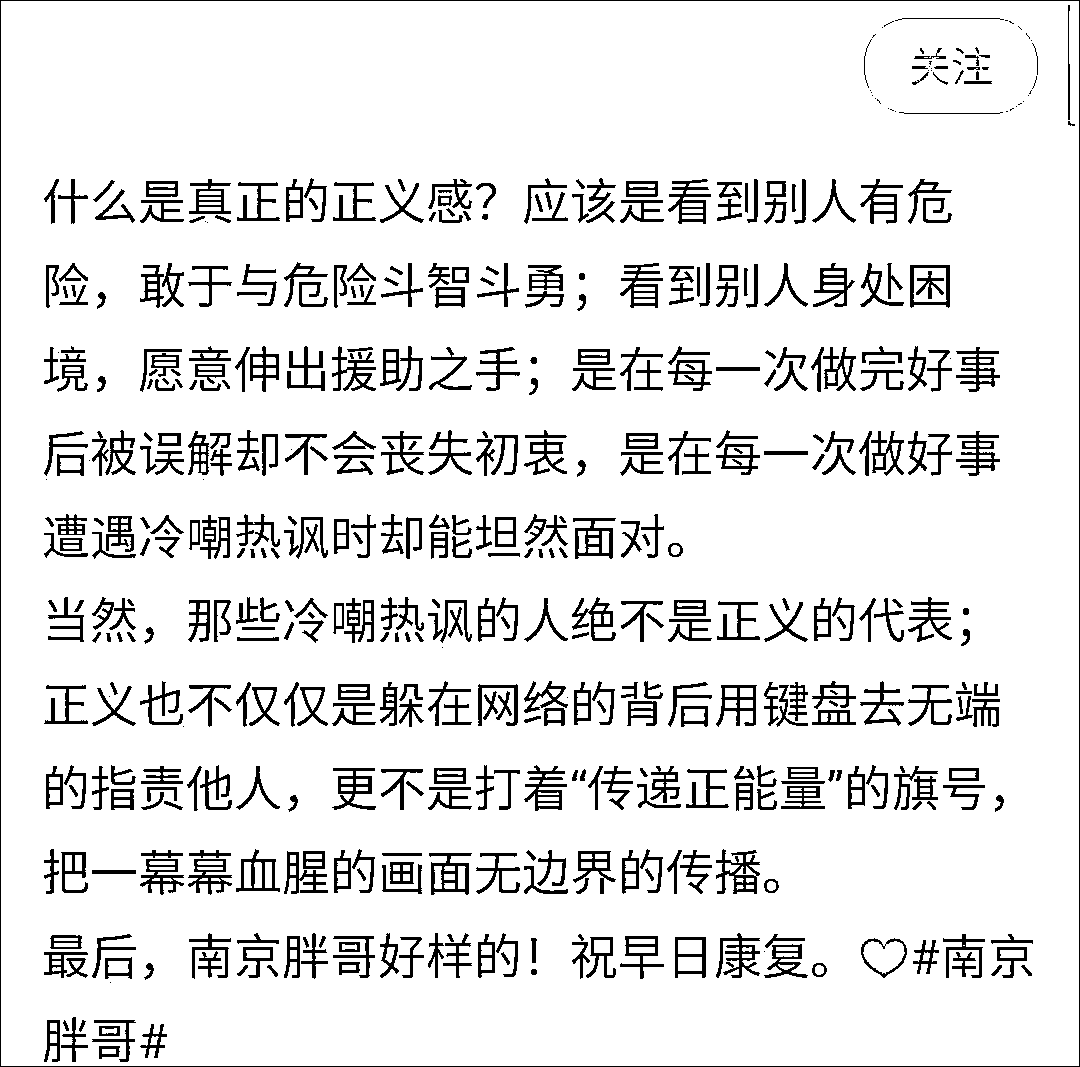 关注
什么是真正的正义感？应该是看到别人有危
险，敢于与危险斗智斗勇；看到别人身处困
境，愿意伸出援助之手；是在每一次做完好事
后被误解却不会丧失初衷，是在每一次做好事
遭遇冷嘲热讽时却能坦然面对。
当然，那些冷嘲热讽的人绝不是正义的代表；
正义也不仅仅是躲在网络的背后用键盘去无端
的指责他人，更不是打着“传递正能量”的旗号，
把一幕幕血腥的画面无边界的传播。
最后，南京胖哥好样的！祝早日康复。♡#南京
胖哥#